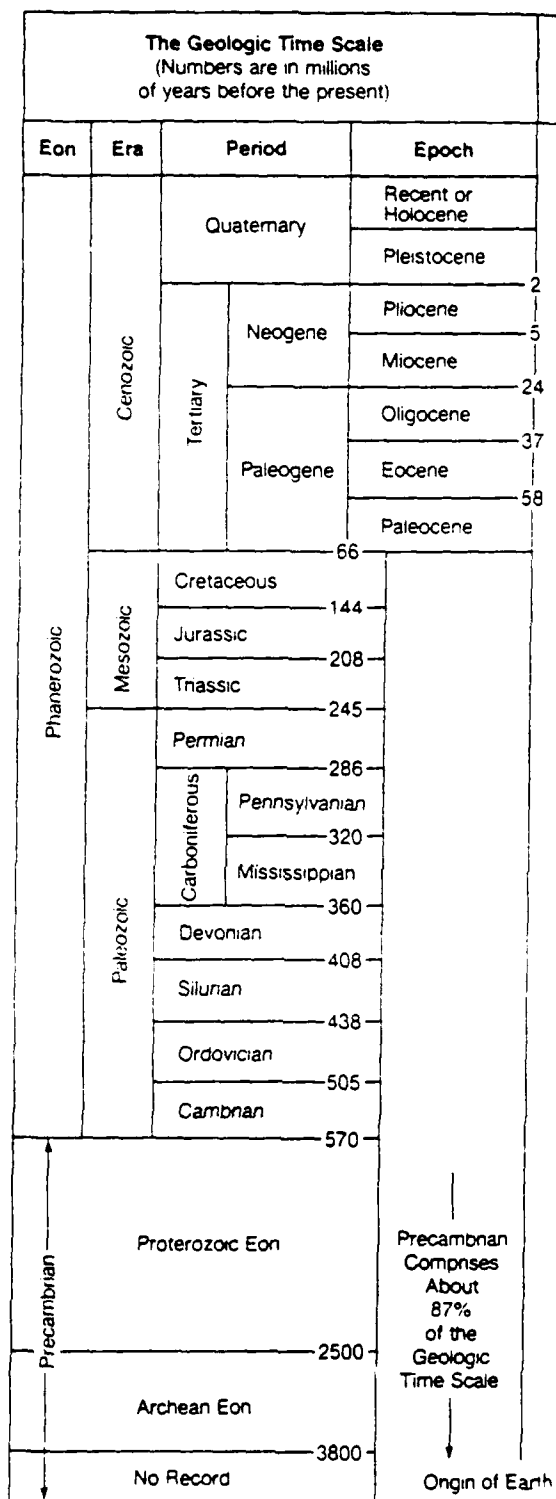 The Geologic Time Scale
(Numbers are in millions
of years before the present)
Eon Era Period Epoch
Phanerozoic
Cenozoic
Quaternary
Recent or
Holocene
Pleistocene
2
Tertiary
Neogene
Pliocene
5
Miocene
24
Paleogene
Oligocene
37
Eocene
58
Paleocene
66
Mesozoic
Cretaceous
144
Jurassic
208
Triassic
245
Paleozoic
Permian
286
Carboniferous
Pennsylvanian
320
Mississippian
360
Devonian
408
Silurian
438
Ordovician
505
Cambrian
570
Precambrian
Proterozoic Eon
2500
Archean Eon
3800
No Record
Precambrian
Comprises
About
87%
of the
Geologic
Time Scale
Origin of Earth